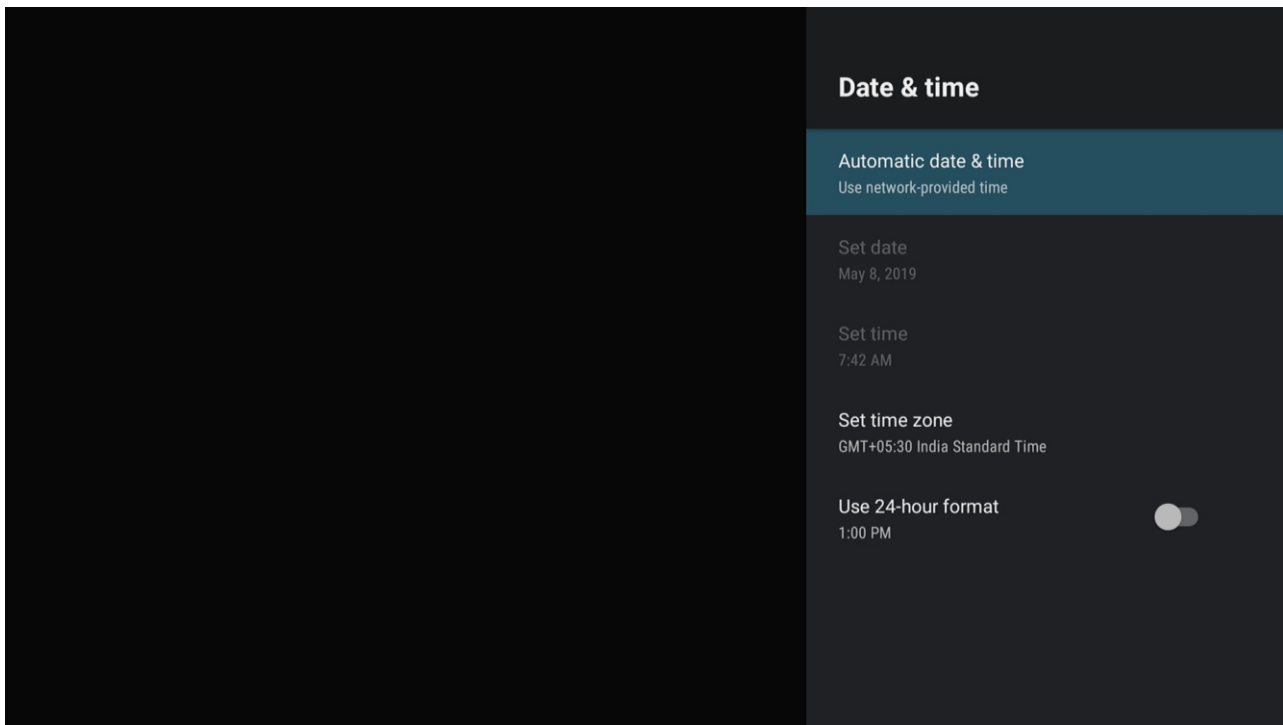 Date & time
Automatic date & time
Use network-provided time
Set date
May 8, 2019
Set time
7:42 AM
Set time zone
GMT+05:30 India Standard Time
Use 24-hour format
1:00 PM